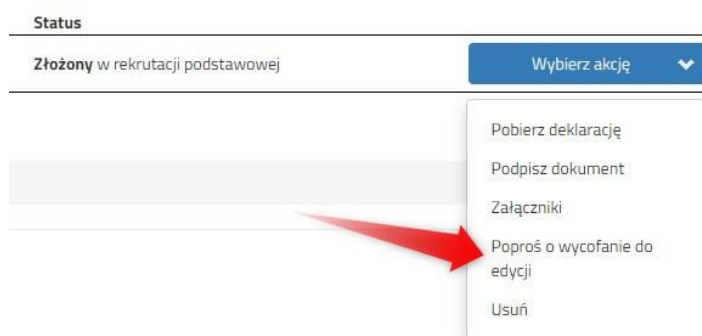 Status
Złożony w rekrutacji podstawowej
Wybierz akcję
Pobierz deklarację
Podpisz dokument
Załączniki
Poproś o wycofanie do
edycji
Usuń